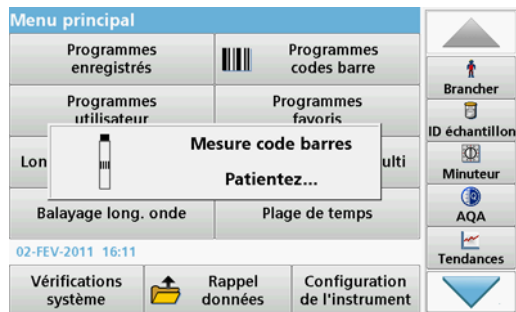 Menu principal
Programmes
enregistrés
Programmes
codes barre
Programmes
utilisateur
Programmes
favoris
Mesure code barres
Patientez...
Lon
ulti
Balayage long. onde
Plage de temps
02-FEV-2011 16:11
Vérifications
système
Rappel
données
Configuration
de l'instrument
Brancher
ID échantillon
Minuteur
AQA
Tendances